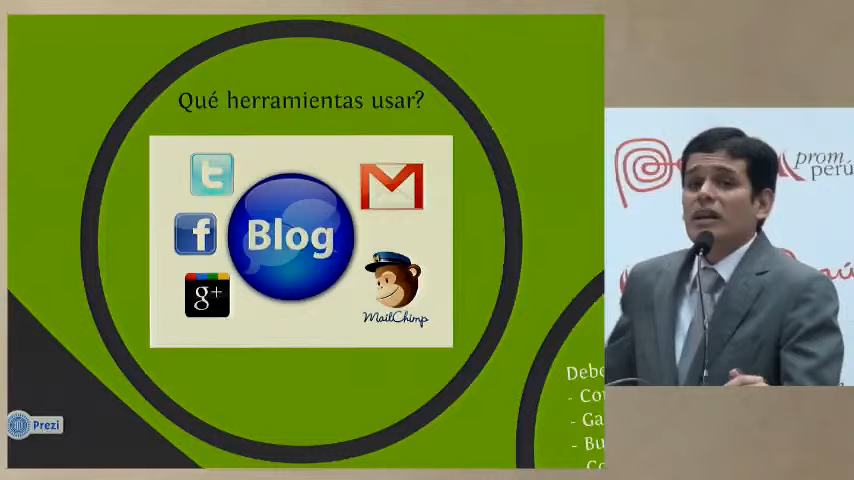 Qué herramientas usar?
t
f
g+
Blog
M
MailChimp
prom
perú
Debe
- Co
- Ga
- Bu
Prezi